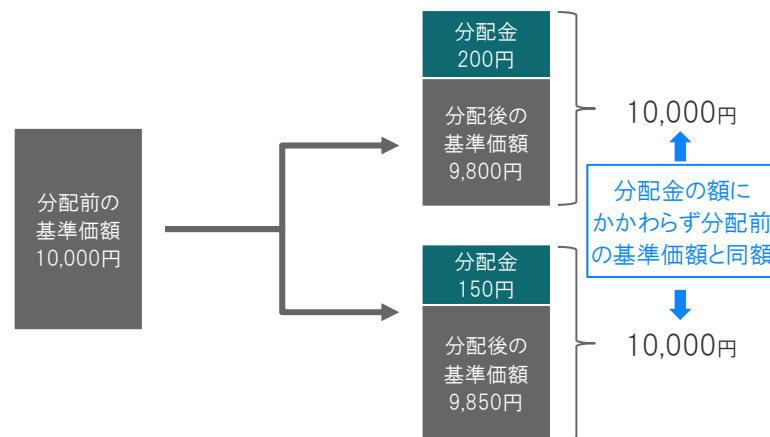 分配前の
基準価額
10,000円
分配金
200円
分配後の
基準価額
9,800円
10,000円
分配金の額に
かかわらず分配前
の基準価額と同額
分配金
150円
分配後の
基準価額
9,850円
10,000円